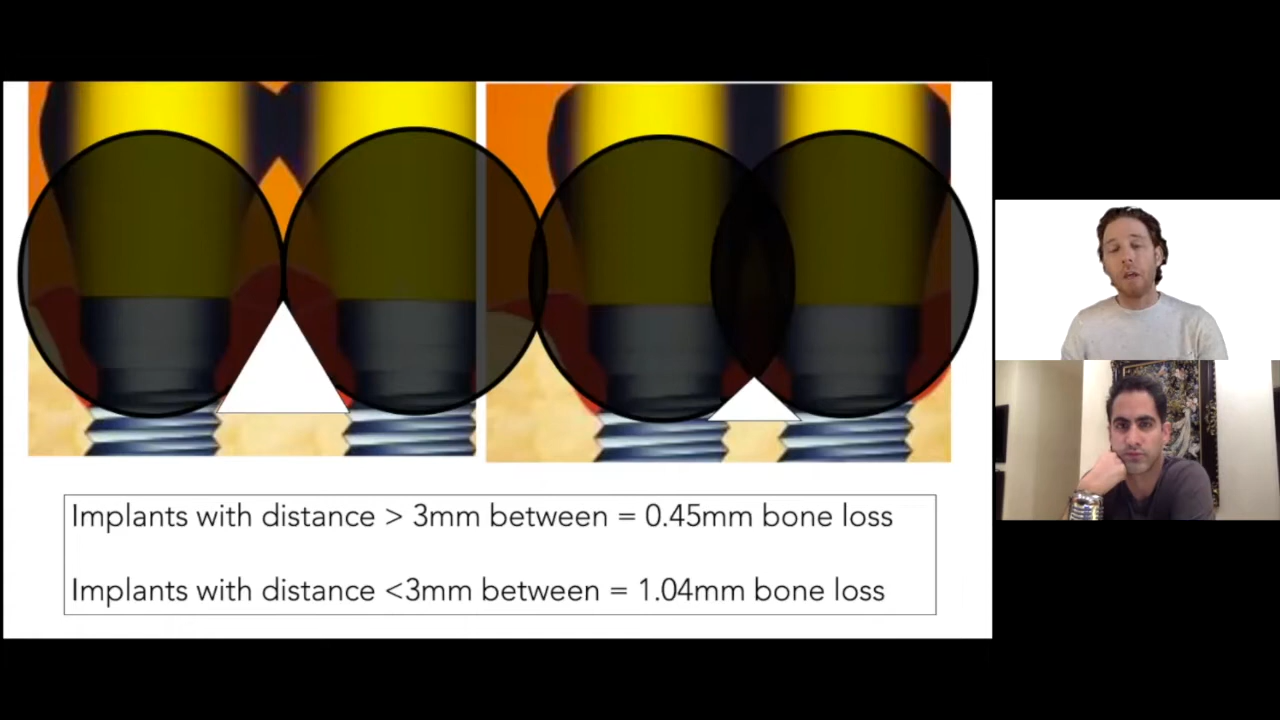 Implants with distance > 3mm between = 0.45mm bone loss
Implants with distance <3mm between = 1.04mm bone loss